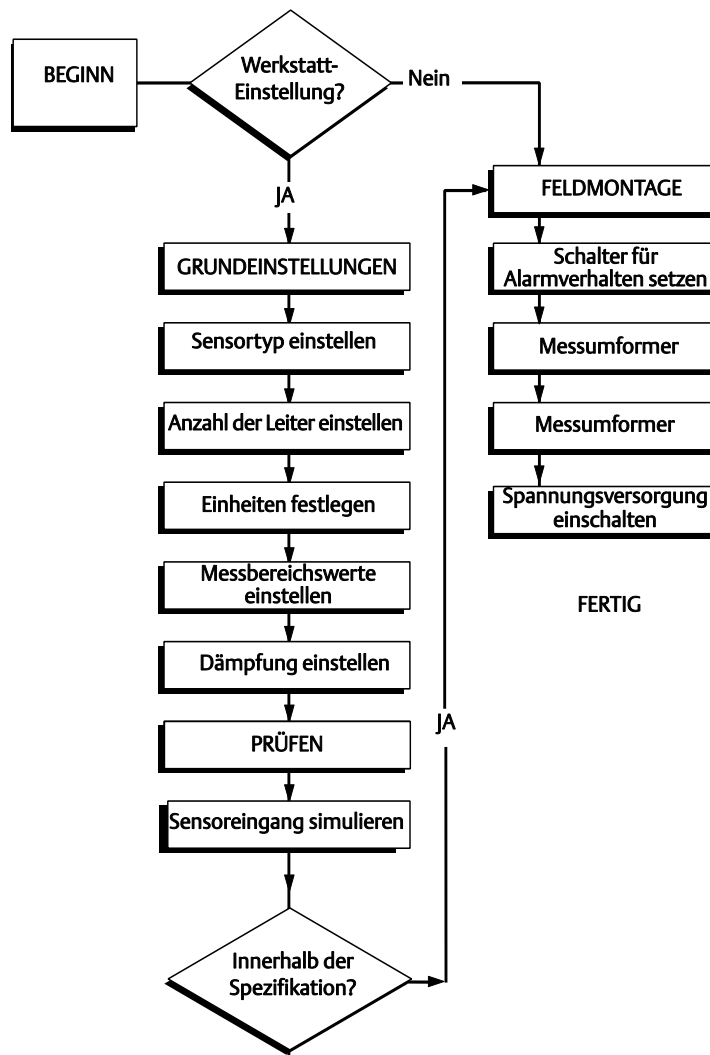 BEGINN
Werkstatt-
Einstellung?
Nein
JA
GRUNDEINSTELLUNGEN
Sensortyp einstellen
Anzahl der Leiter einstellen
Einheiten festlegen
Messbereichswerte
einstellen
Dämpfung einstellen
PRÜFEN
Sensoreingang simulieren
Innerhalb der
Spezifikation?
JA
FELDMONTAGE
Schalter für
Alarmverhalten setzen
Messumformer
Messumformer
Spannungsversorgung
einschalten
FERTIG